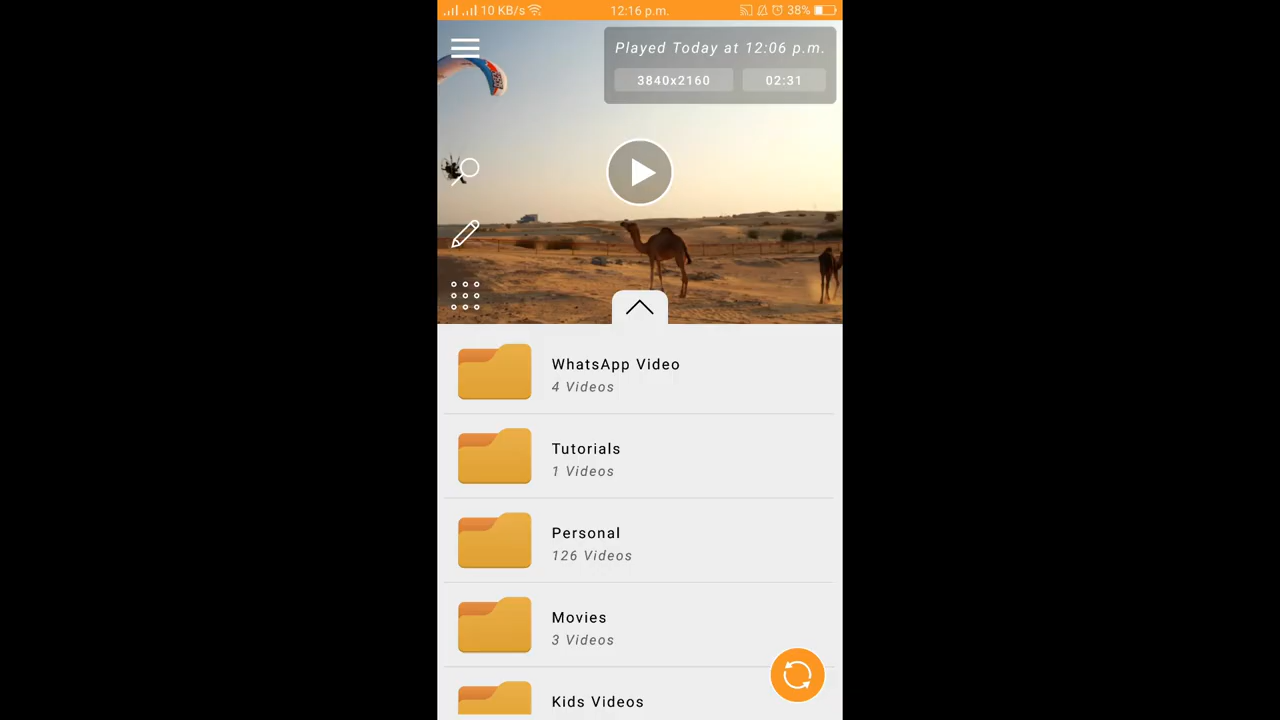 10 KB/s
12:16 p.m.
38%
Played Today at 12:06 p.m.
3840x2160
02:31
WhatsApp Video
4 Videos
Tutorials
1 Videos
Personal
126 Videos
Movies
3 Videos
Kids Videos